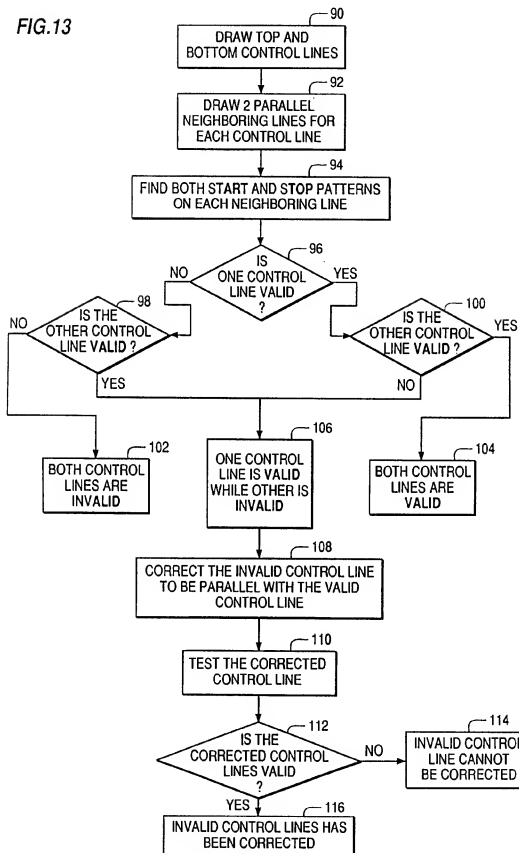 FIG.13
90
DRAW TOP AND
BOTTOM CONTROL LINES
92
DRAW 2 PARALLEL
NEIGHBORING LINES FOR
EACH CONTROL LINE
94
FIND BOTH START AND STOP PATTERNS
ON EACH NEIGHBORING LINE
96
IS
ONE CONTROL
LINE VALID
?
NO
YES
98
IS THE
OTHER CONTROL
LINE VALID ?
NO
YES
100
IS THE
OTHER CONTROL
LINE VALID ?
YES
NO
102
BOTH CONTROL
LINES ARE
INVALID
106
ONE CONTROL
LINE IS VALID
WHILE OTHER IS
INVALID
104
BOTH CONTROL
LINES ARE
VALID
108
CORRECT THE INVALID CONTROL LINE
TO BE PARALLEL WITH THE VALID
CONTROL LINE
110
TEST THE CORRECTED
CONTROL LINE
112
IS THE
CORRECTED CONTROL
LINES VALID
?
NO
YES
114
INVALID CONTROL
LINE CANNOT
BE CORRECTED
116
INVALID CONTROL LINES HAS
BEEN CORRECTED